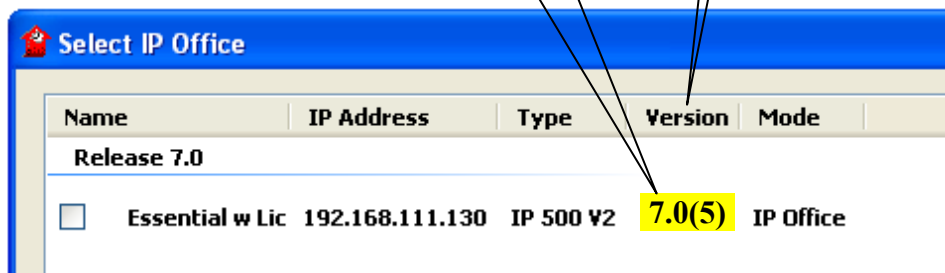 Select IP Office
Name IP Address Type Version Mode
Release 7.0
Essential w Lic 192.168.111.130 IP 500 V2 7.0(5) IP Office